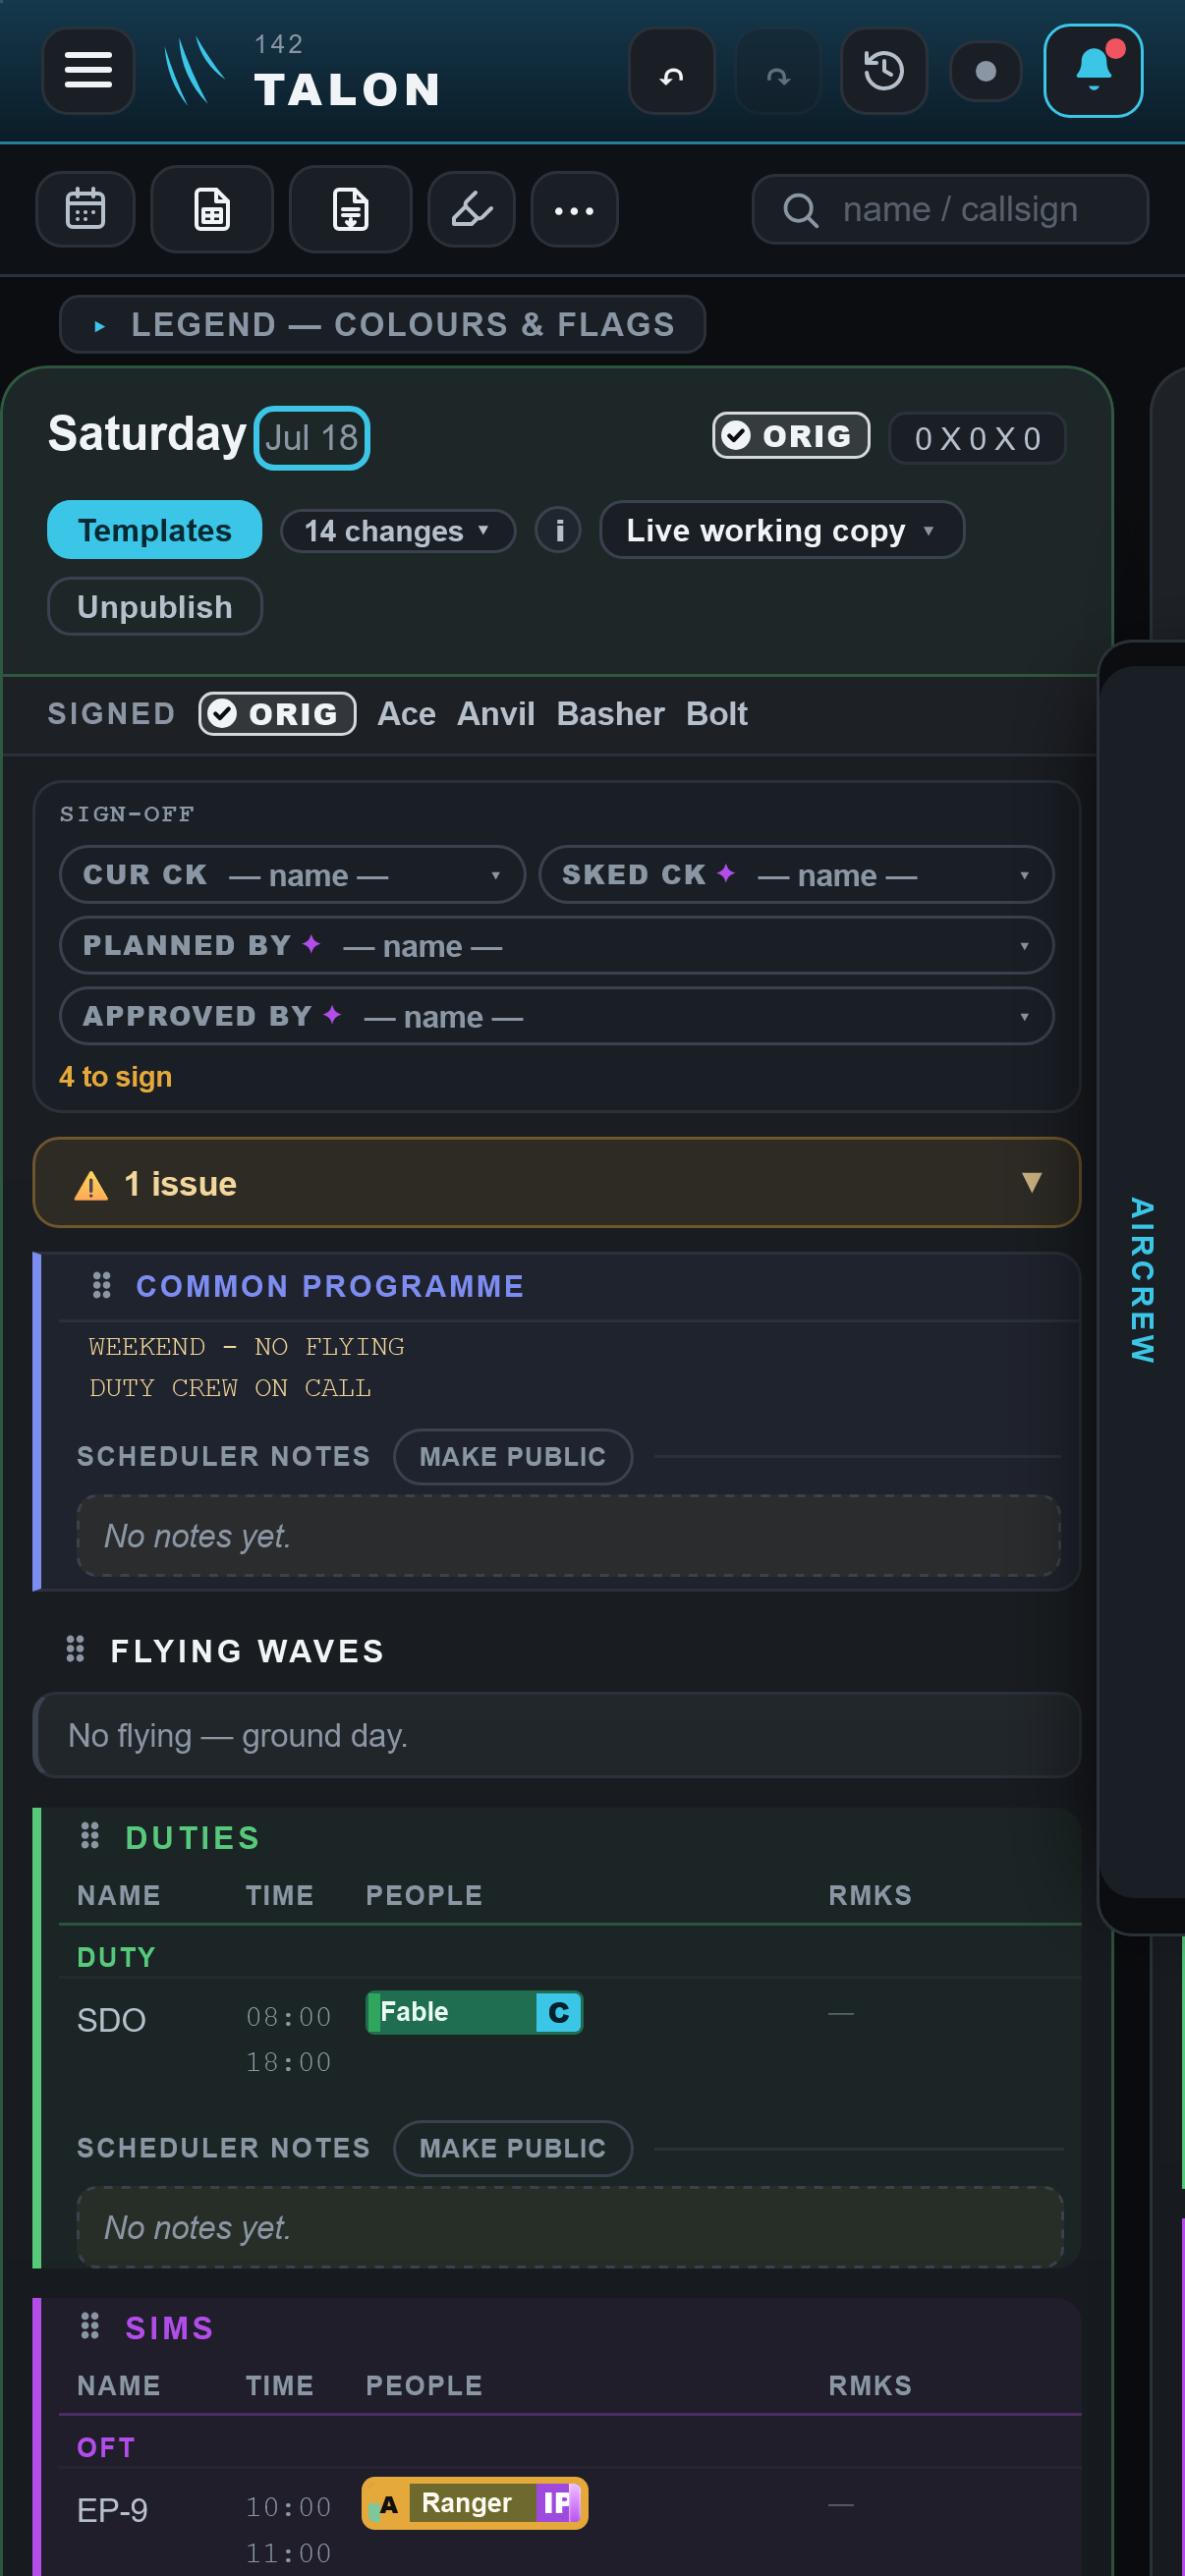 142
TALON
name / callsign
LEGEND — COLOURS & FLAGS
Saturday Jul 18 ORIG 0 X 0 X 0
Templates 14 changes i Live working copy
Unpublish
SIGNED ORIG Ace Anvil Basher Bolt
SIGN-OFF
CUR CK — name — SKED CK — name —
PLANNED BY — name —
APPROVED BY — name —
4 to sign
1 issue
AIRCREW
COMMON PROGRAMME
WEEKEND - NO FLYING
DUTY CREW ON CALL
SCHEDULER NOTES MAKE PUBLIC
No notes yet.
FLYING WAVES
No flying — ground day.
DUTIES
NAME TIME PEOPLE RMKS
DUTY
SDO 08:00 Fable C —
18:00
SCHEDULER NOTES MAKE PUBLIC
No notes yet.
SIMS
NAME TIME PEOPLE RMKS
OFT
EP-9 10:00 A Ranger IP —
11:00